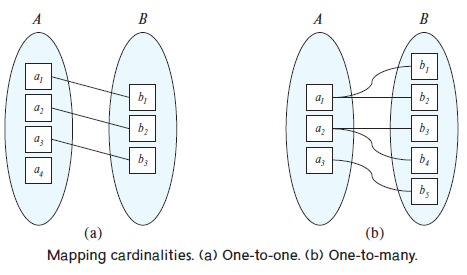 A B A B
a1 b1 a1 b1
a2 b2 a2 b2
a3 b3 a3 b3
a4 b4
b5
(a) (b)
Mapping cardinalities. (a) One-to-one. (b) One-to-many.